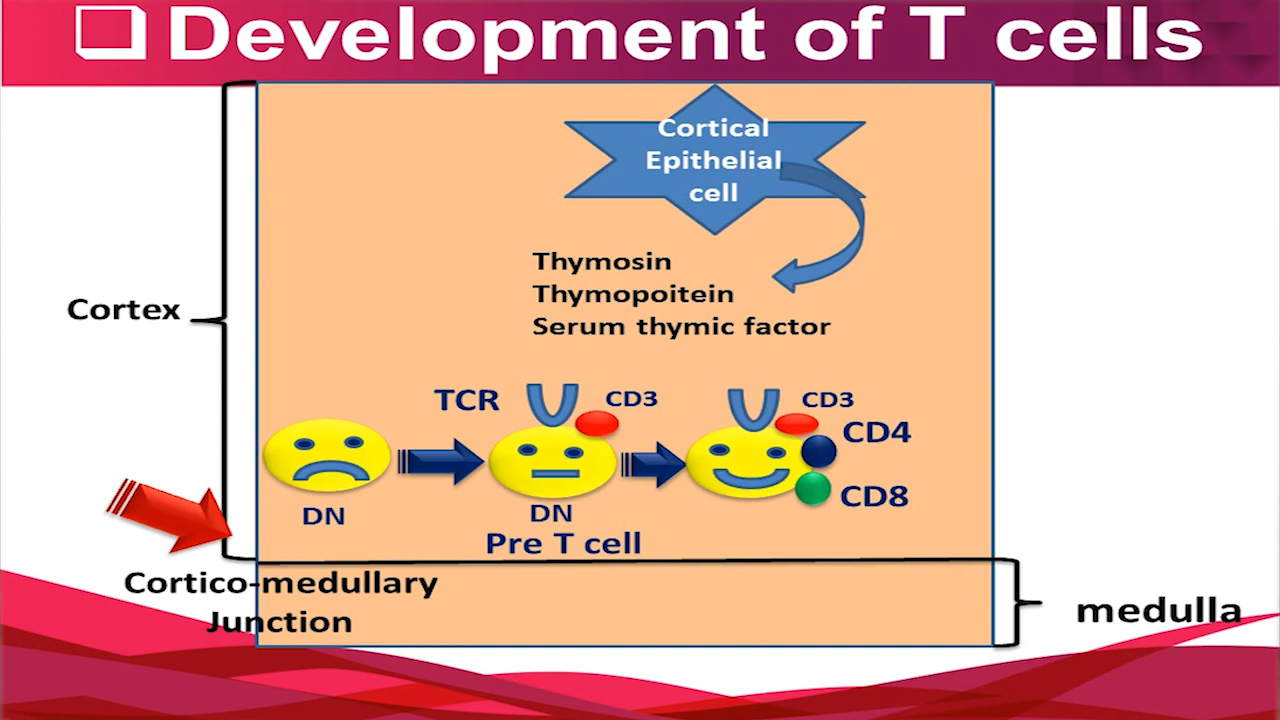 Development of T cells
Cortical
Epithelial
cell
Thymosin
Thymopoitein
Serum thymic factor
Cortex
TCR
CD3
CD3
CD4
CD8
DN
DN
Pre T cell
Cortico-medullary
Junction
medulla